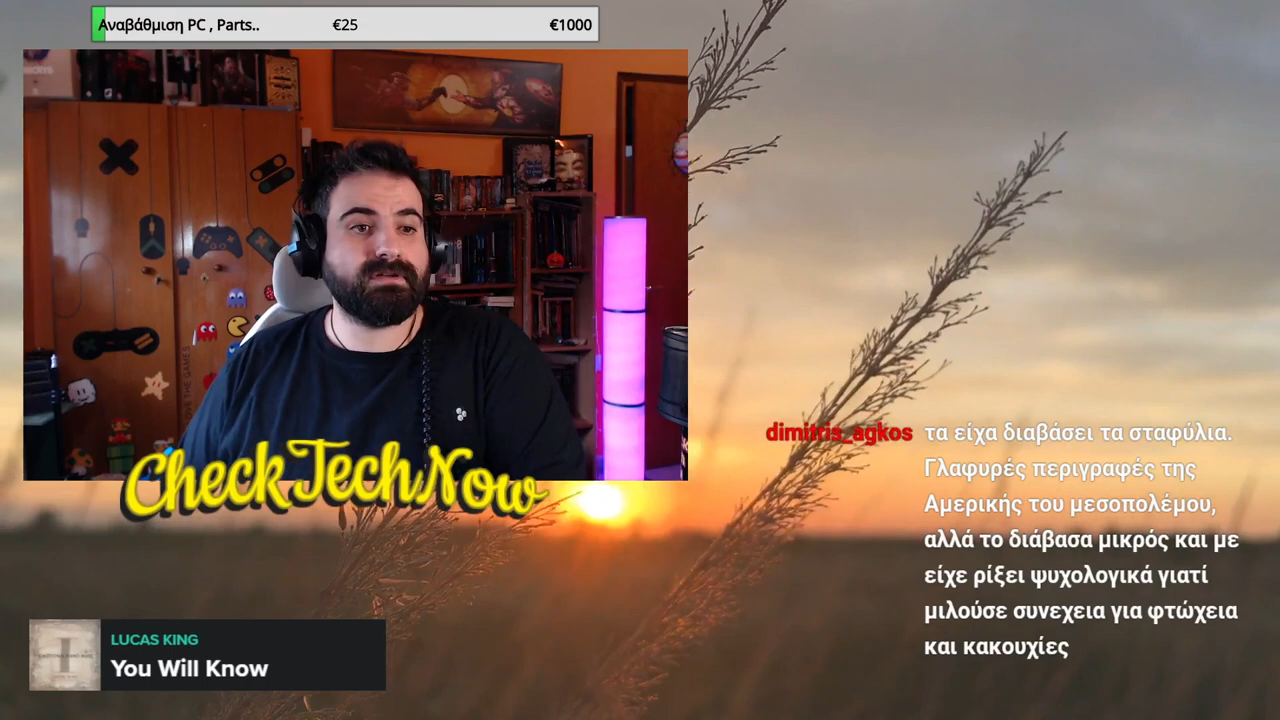 Αναβάθμιση PC , Parts.. €25 €1000
CheckTechNow
dimitris_agkos τα είχα διαβάσει τα σταφύλια.
Γλαφυρές περιγραφές της
Αμερικής του μεσοπολέμου,
αλλά το διάβασα μικρός και με
είχε ρίξει ψυχολογικά γιατί
μιλούσε συνεχεια για φτώχεια
και κακουχίες
LUCAS KING
You Will Know